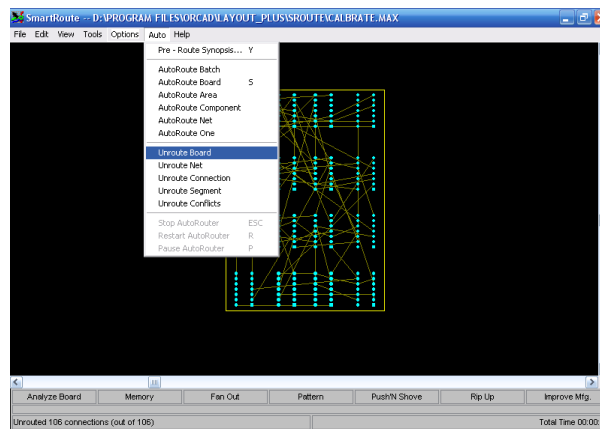 SmartRoute -- D:\PROGRAM FILES\ORCAD\LAYOUT_PLUS\SROUTE\CALBRATE.MAX
File Edit View Tools Options Auto Help
Pre - Route Synopsis... Y
AutoRoute Batch
AutoRoute Board S
AutoRoute Area
AutoRoute Component
AutoRoute Net
AutoRoute One
Unroute Board
Unroute Net
Unroute Connection
Unroute Segment
Unroute Conflicts
Stop AutoRouter ESC
Restart AutoRouter R
Pause AutoRouter P
Analyze Board Memory Fan Out Pattern Push'N Shove Rip Up Improve Mfg.
Unrouted 106 connections (out of 106) Total Time 00:00: